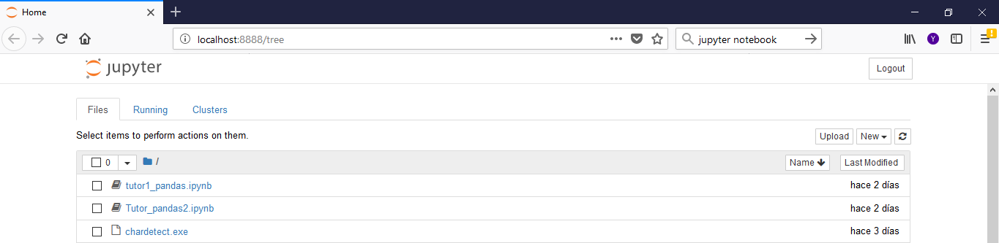 Home
localhost:8888/tree
jupyter notebook
Y
jupyter
Logout
Files Running Clusters
Select items to perform actions on them.
Upload New
0 / Name Last Modified
tutor1_pandas.ipynb hace 2 días
Tutor_pandas2.ipynb hace 2 días
chardetect.exe hace 3 días